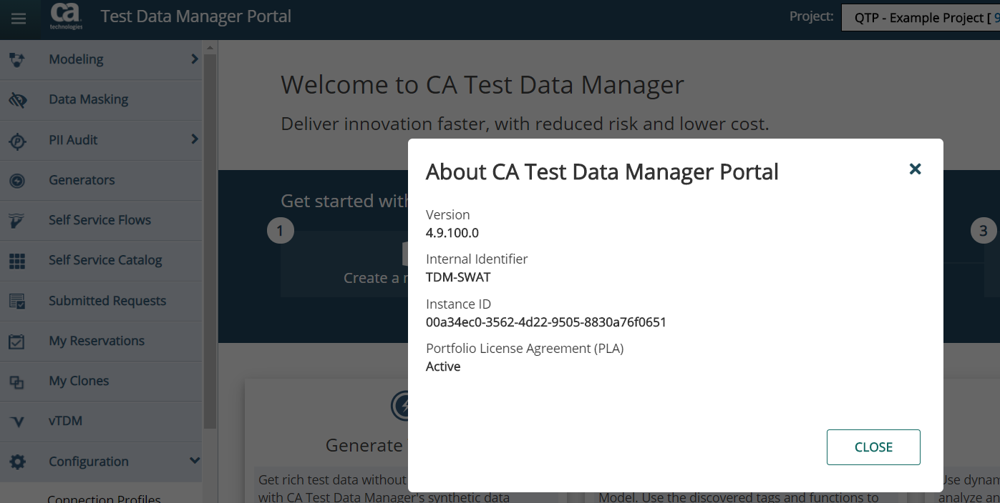 ca
technologies
Test Data Manager Portal
Project:
QTP - Example Project [ 9
Modeling
Data Masking
PII Audit
Generators
Self Service Flows
Self Service Catalog
Submitted Requests
My Reservations
My Clones
vTDM
Configuration
Connection Profiles
Welcome to CA Test Data Manager
Deliver innovation faster, with reduced risk and lower cost.
Get started with
1
Create a
3
About CA Test Data Manager Portal
Version
4.9.100.0
Internal Identifier
TDM-SWAT
Instance ID
00a34ec0-3562-4d22-9505-8830a76f0651
Portfolio License Agreement (PLA)
Active
CLOSE
Generate
Get rich test data without
with CA Test Data Manager's synthetic data
Model. Use the discovered tags and functions to
Use
analyze